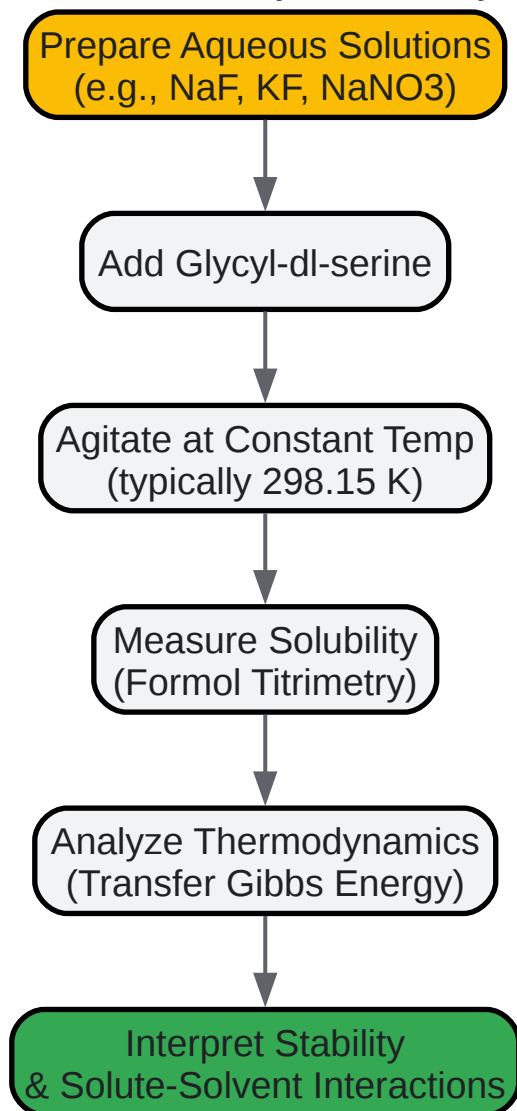 Prepare Aqueous Solutions
(e.g., NaF, KF, NaNO3)
Add Glycyl-dl-serine
Agitate at Constant Temp
(typically 298.15 K)
Measure Solubility
(Formol Titrimetry)
Analyze Thermodynamics
(Transfer Gibbs Energy)
Interpret Stability
& Solute-Solvent Interactions